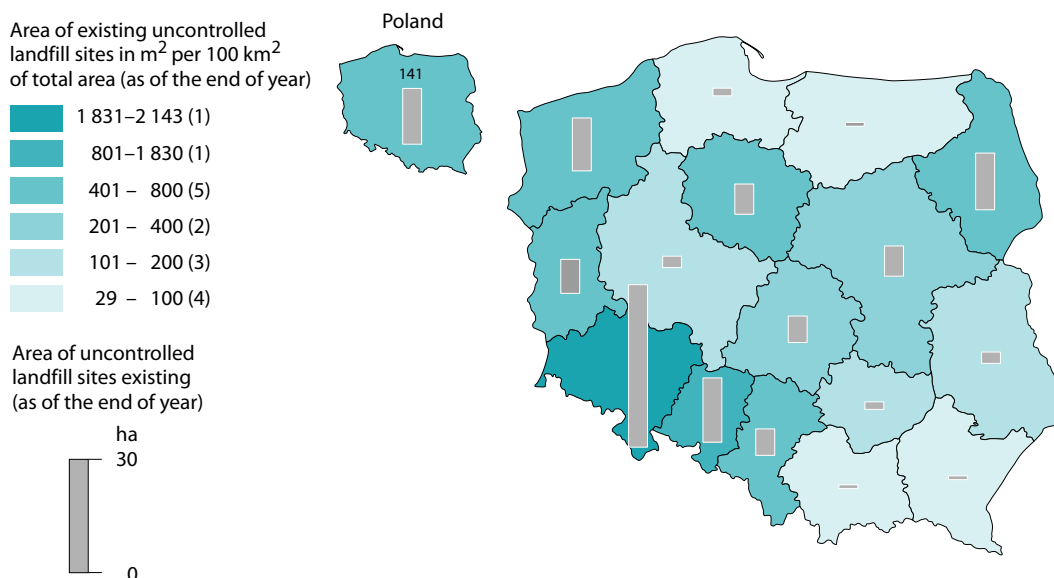 Area of existing uncontrolled
landfill sites in m² per 100 km²
of total area (as of the end of year)
1 831–2 143 (1)
801–1 830 (1)
401 – 800 (5)
201 – 400 (2)
101 – 200 (3)
29 – 100 (4)
Area of uncontrolled
landfill sites existing
(as of the end of year)
ha
30
0
Poland
141